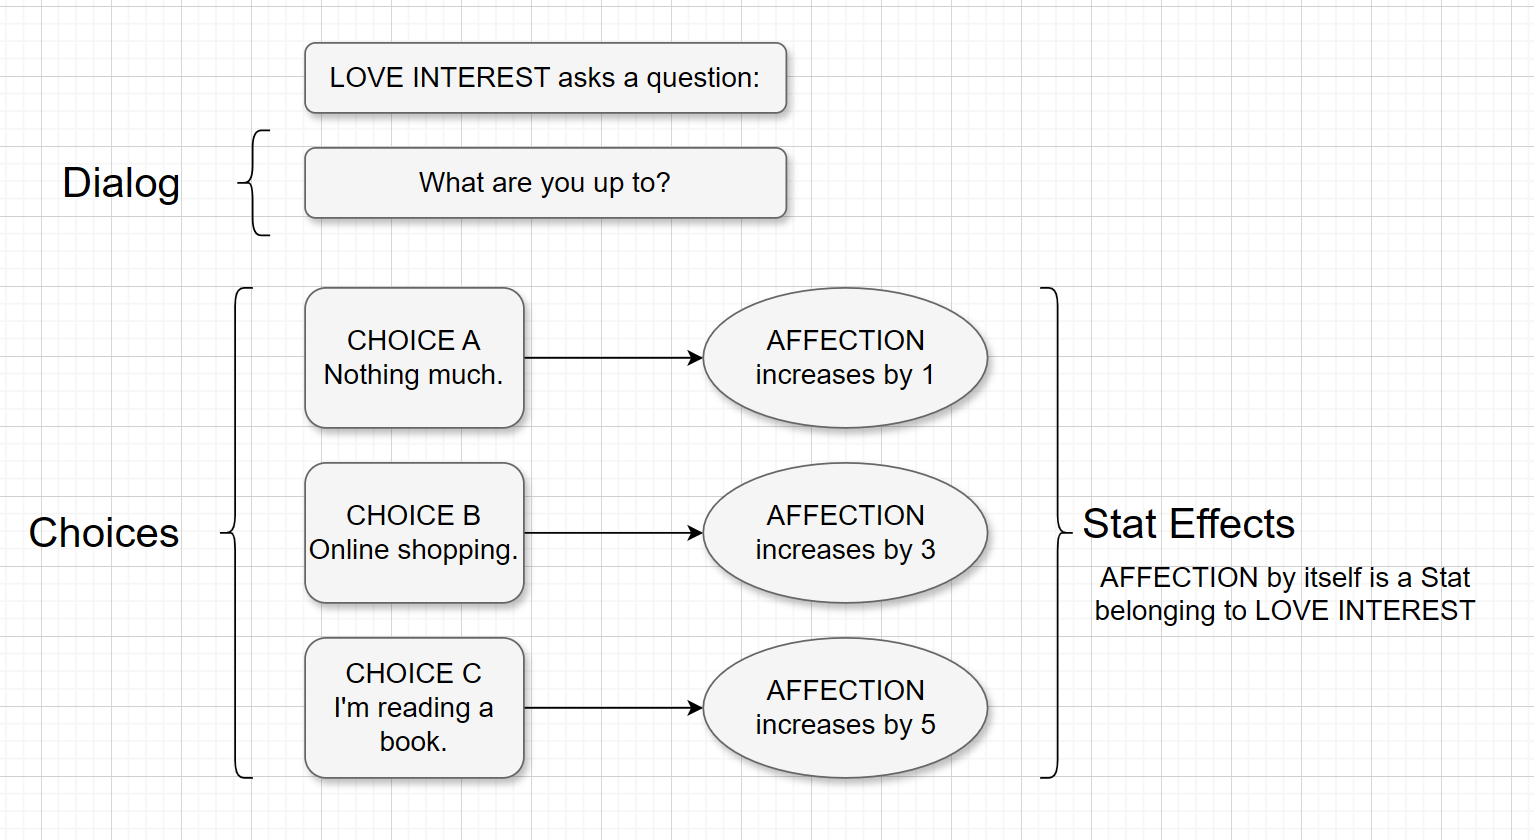 LOVE INTEREST asks a question:
Dialog
What are you up to?
Choices
CHOICE A
Nothing much.
AFFECTION
increases by 1
CHOICE B
Online shopping.
AFFECTION
increases by 3
CHOICE C
I'm reading a
book.
AFFECTION
increases by 5
Stat Effects
AFFECTION by itself is a Stat
belonging to LOVE INTEREST